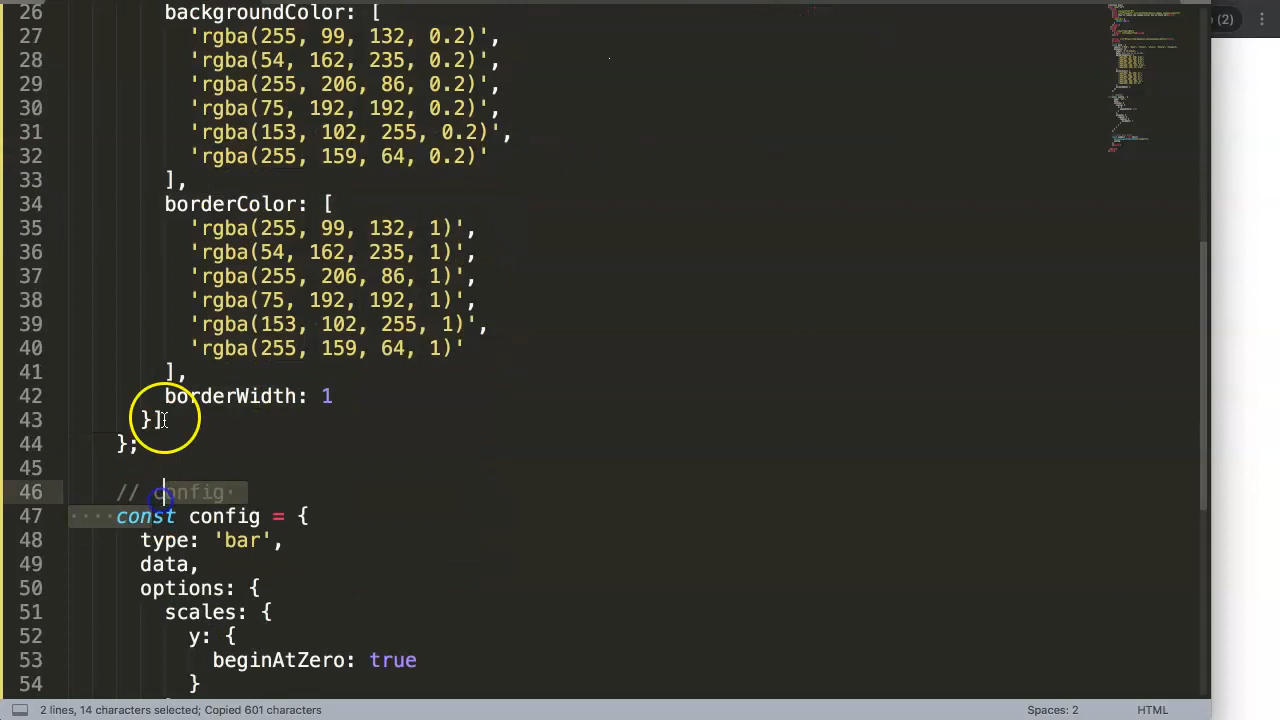 26 backgroundColor: [
27 'rgba(255, 99, 132, 0.2)',
28 'rgba(54, 162, 235, 0.2)',
29 'rgba(255, 206, 86, 0.2)',
30 'rgba(75, 192, 192, 0.2)',
31 'rgba(153, 102, 255, 0.2)',
32 'rgba(255, 159, 64, 0.2)'
33 ],
34 borderColor: [
35 'rgba(255, 99, 132, 1)',
36 'rgba(54, 162, 235, 1)',
37 'rgba(255, 206, 86, 1)',
38 'rgba(75, 192, 192, 1)',
39 'rgba(153, 102, 255, 1)',
40 'rgba(255, 159, 64, 1)'
41 ],
42 borderWidth: 1
43 }]
44 };
45
46 // config
47 const config = {
48 type: 'bar',
49 data,
50 options: {
51 scales: {
52 y: {
53 beginAtZero: true
54 }
2 lines, 14 characters selected; Copied 601 characters
Spaces: 2
HTML
(2)